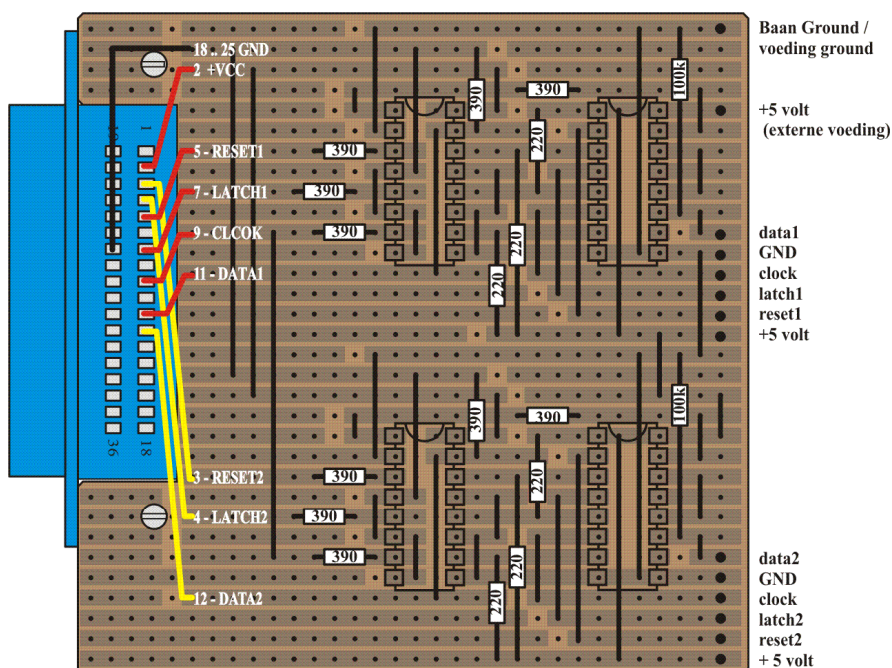 18 .. 25 GND
2 +VCC
5 - RESET1
7 - LATCH1
9 - CLCOK
11 - DATA1
3 - RESET2
4 - LATCH2
12 - DATA2
1
18
36
390
390
390
390
390
220
220
220
100k
390
390
390
390
390
220
220
220
100k
Baan Ground /
voeding ground
+5 volt
(externe voeding)
data1
GND
clock
latch1
reset1
+5 volt
data2
GND
clock
latch2
reset2
+ 5 volt